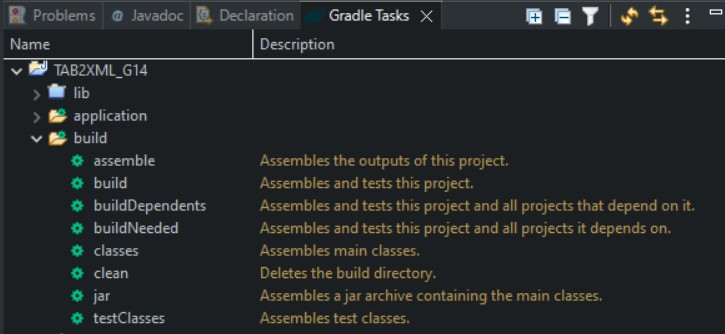 Problems @ Javadoc Declaration Gradle Tasks
Name Description
TAB2XML_G14
lib
application
build
assemble Assembles the outputs of this project.
build Assembles and tests this project.
buildDependents Assembles and tests this project and all projects that depend on it.
buildNeeded Assembles and tests this project and all projects it depends on.
classes Assembles main classes.
clean Deletes the build directory.
jar Assembles a jar archive containing the main classes.
testClasses Assembles test classes.